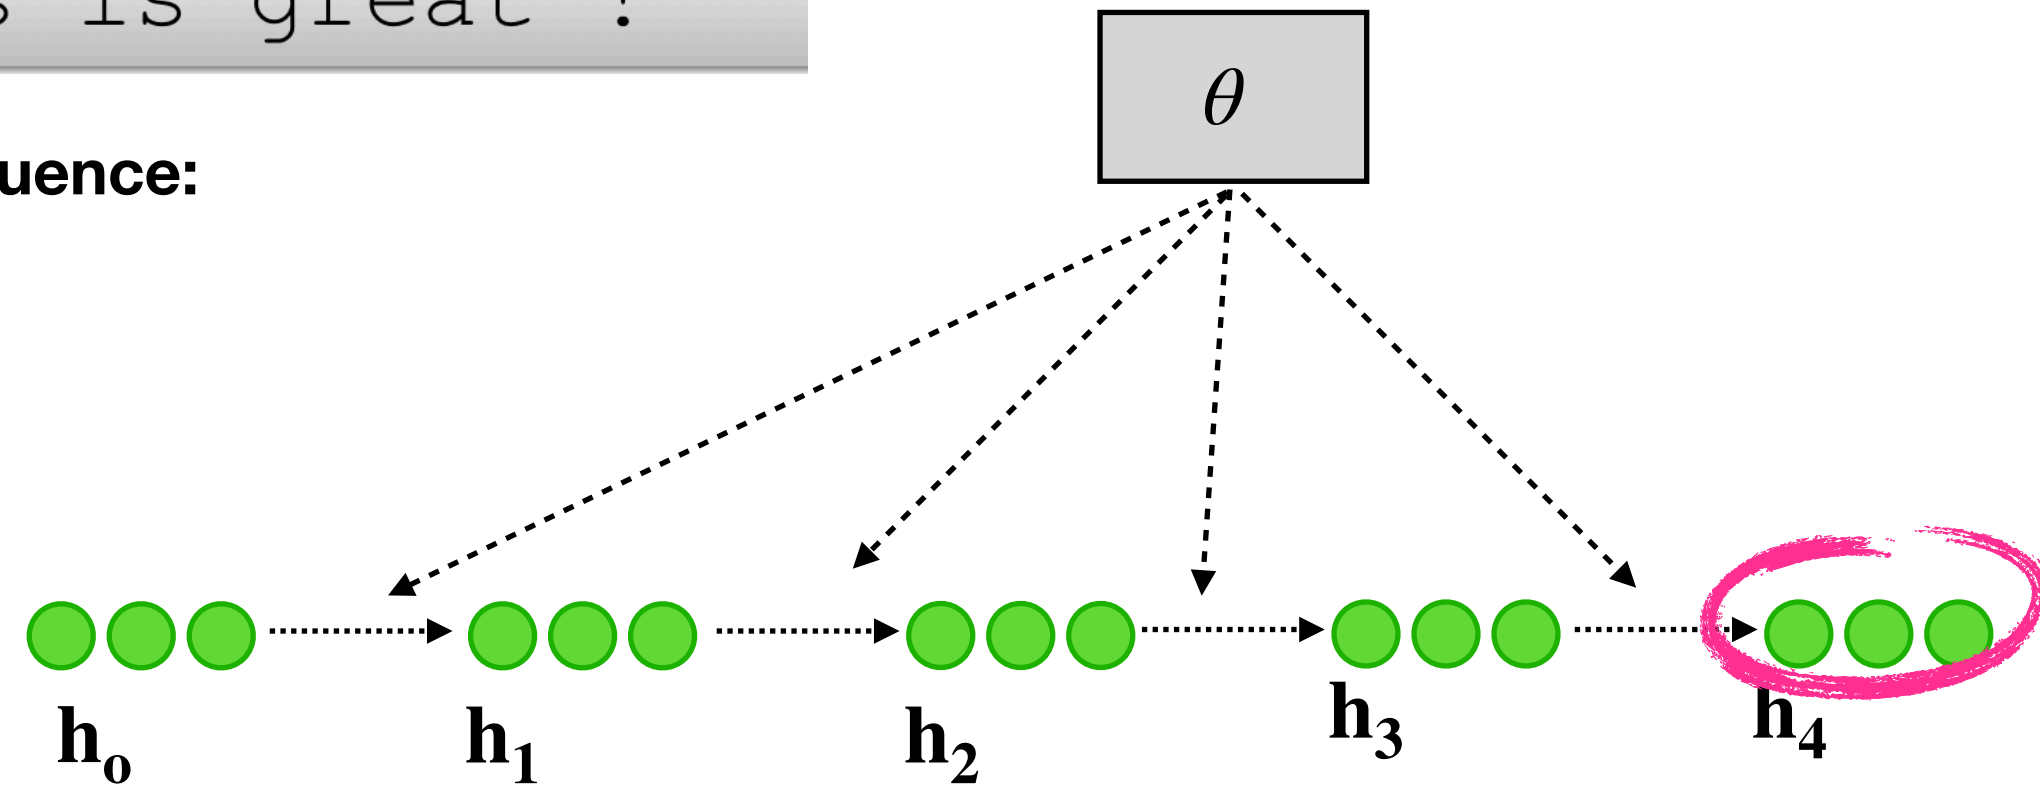 s is great !
θ
uence:
h₀ h₁ h₂ h₃ h₄